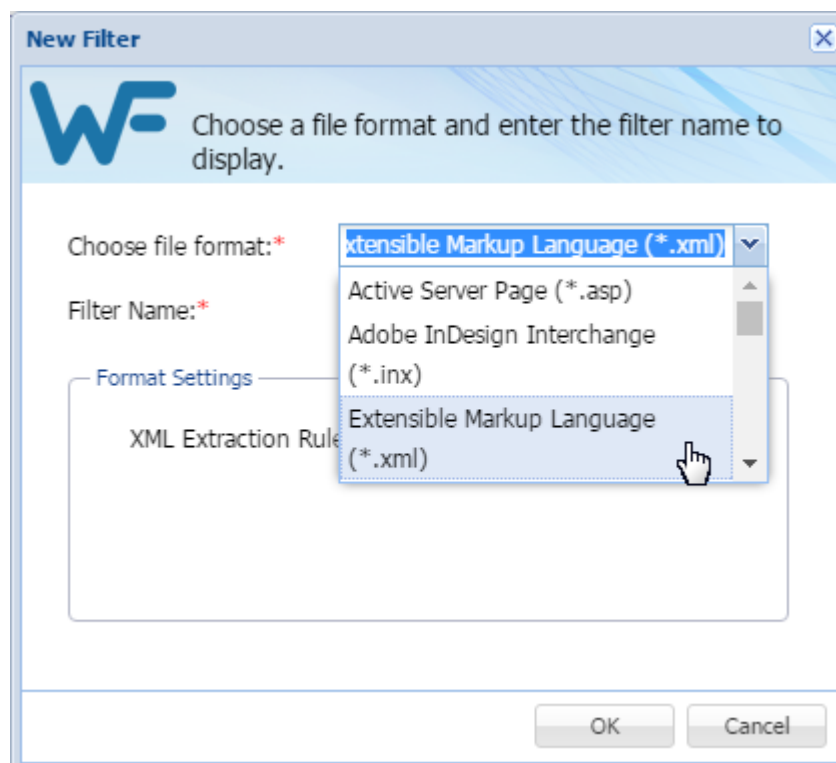 New Filter
WF
Choose a file format and enter the filter name to
display.
Choose file format:*
xtensible Markup Language (*.xml)
Filter Name:*
Active Server Page (*.asp)
Adobe InDesign Interchange
(*.inx)
Extensible Markup Language
(*.xml)
Format Settings
XML Extraction Rule
OK
Cancel